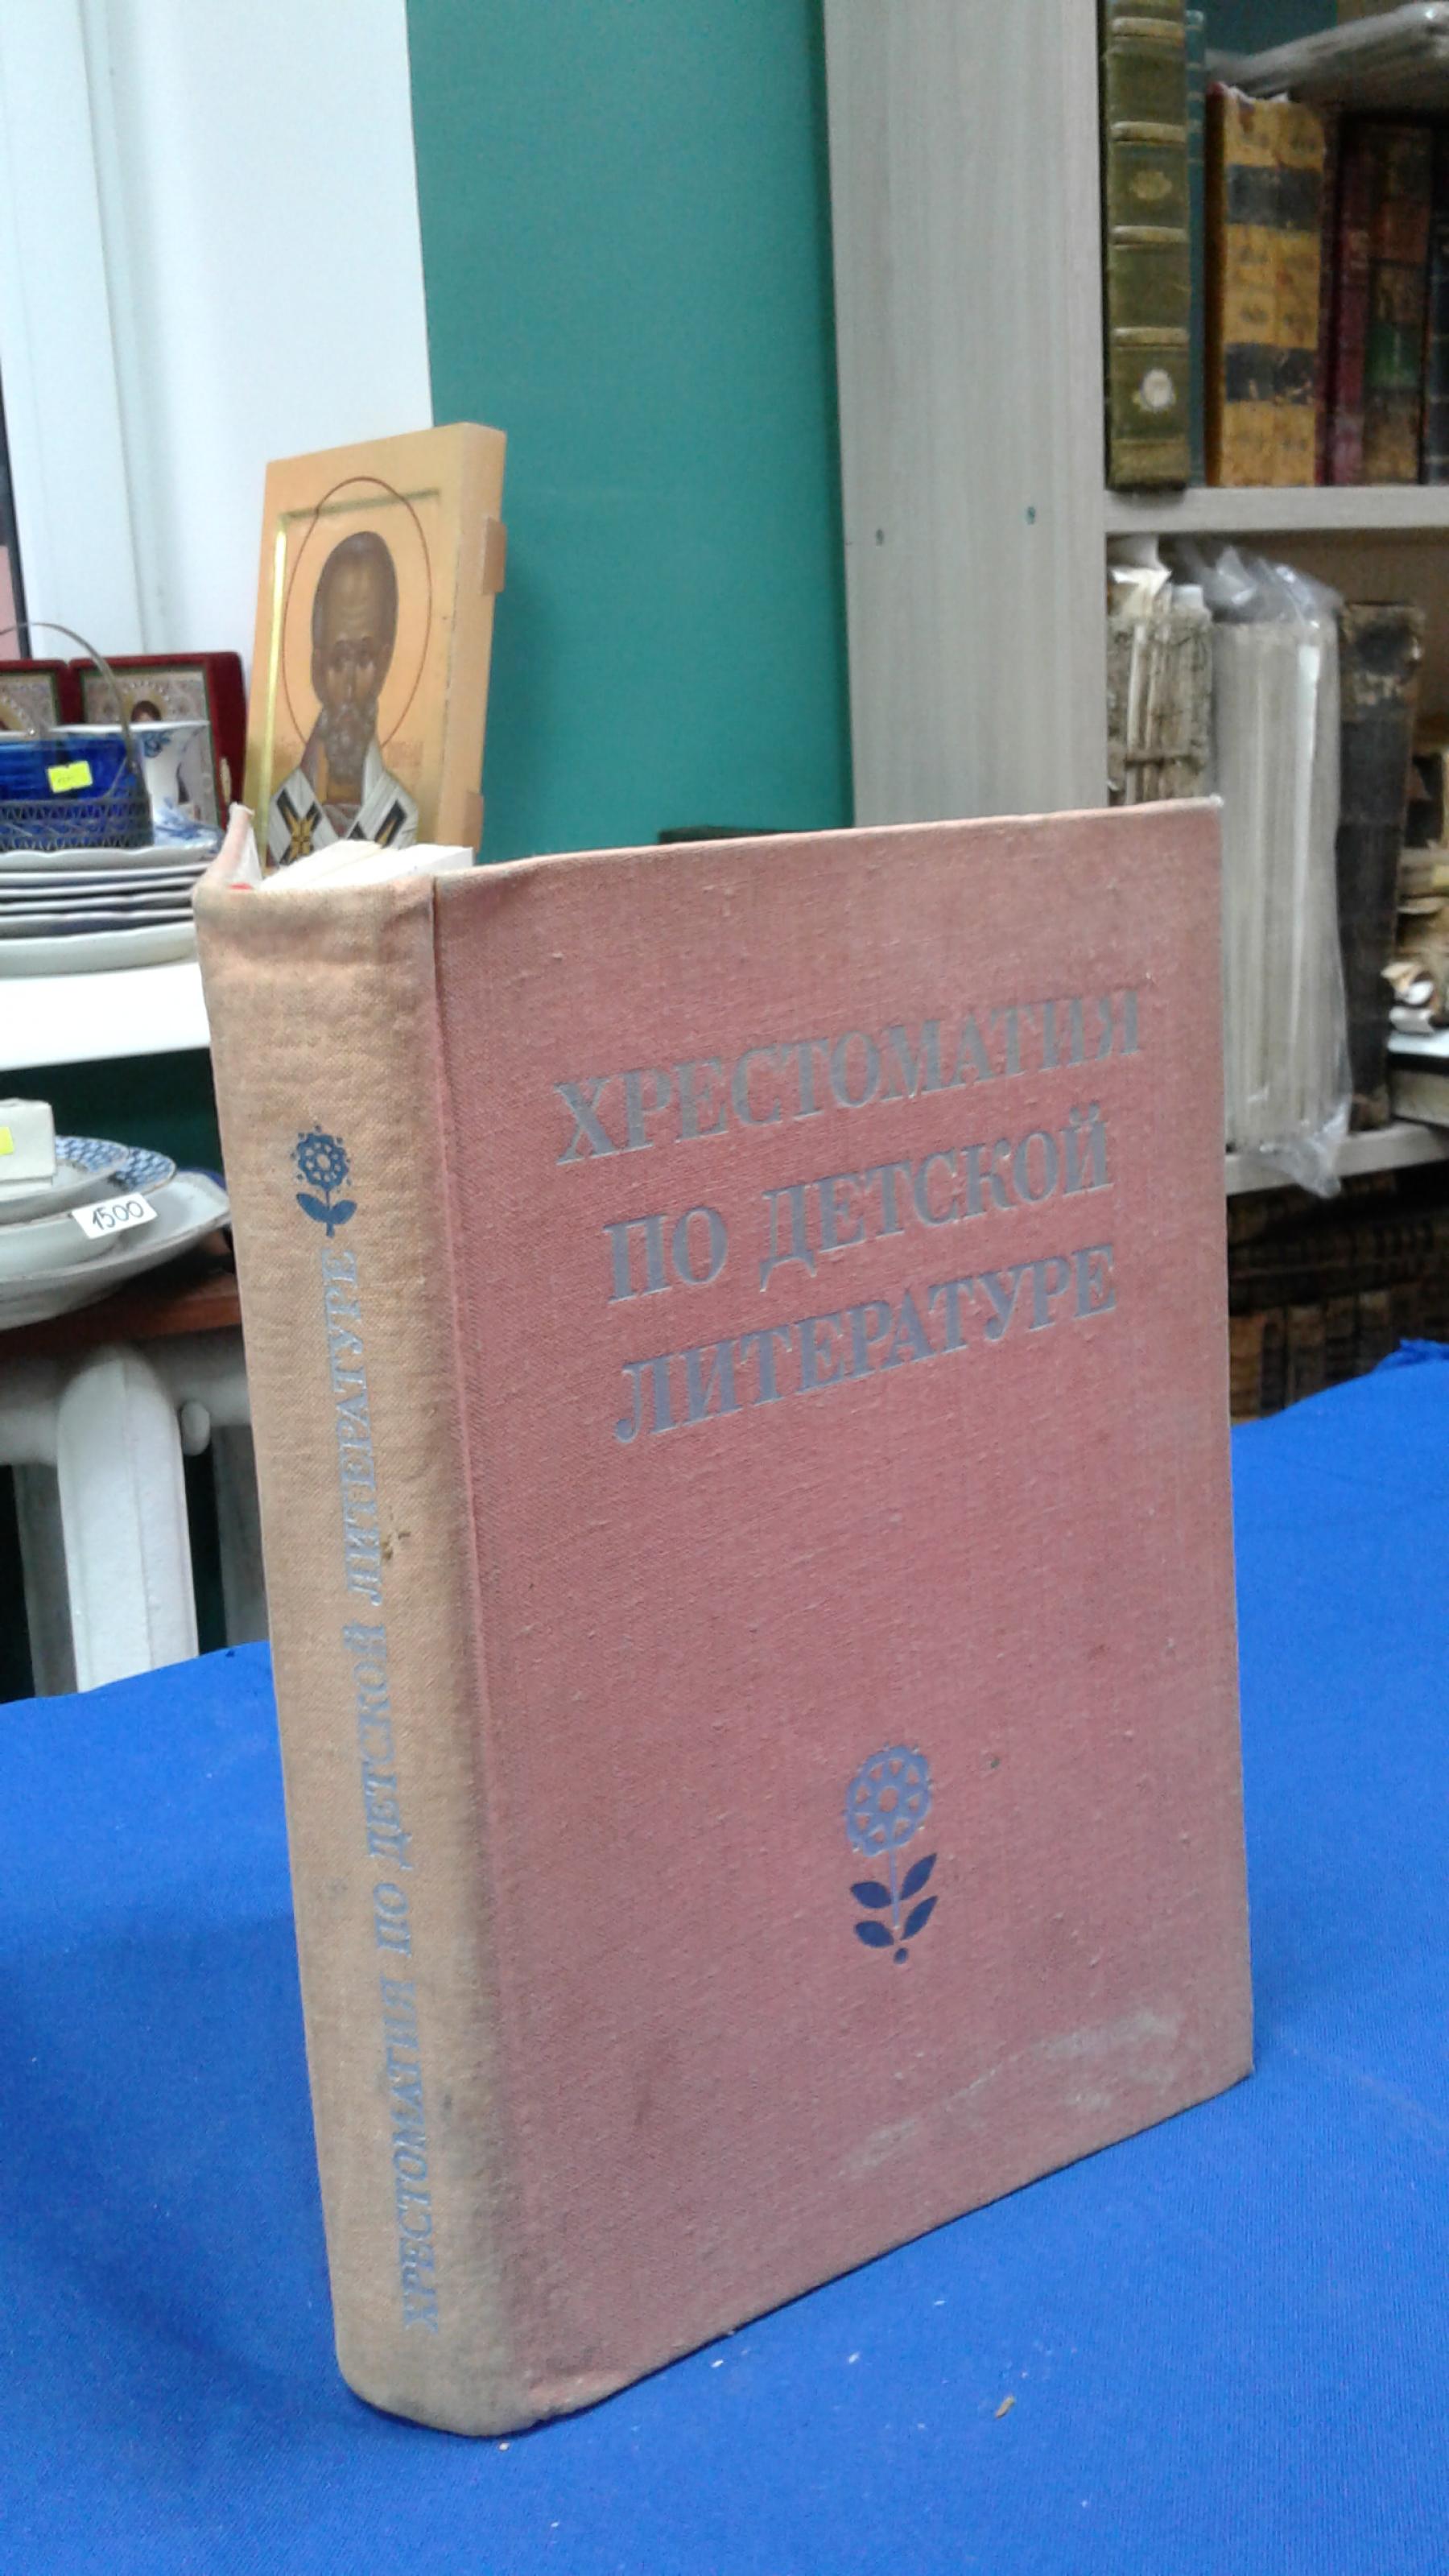 ХРЕСТОМАТИЯ
ПО ДЕТСКОЙ
ЛИТЕРАТУРЕ
ХРЕСТОМАТИЯ ПО ДЕТСКОЙ ЛИТЕРАТУРЕ
1500